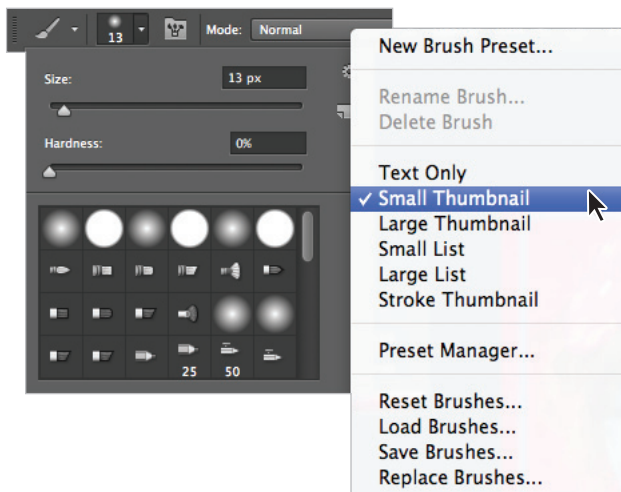 13
Mode: Normal
Size: 13 px
Hardness: 0%
25 50
New Brush Preset...
Rename Brush...
Delete Brush
Text Only
✓ Small Thumbnail
Large Thumbnail
Small List
Large List
Stroke Thumbnail
Preset Manager...
Reset Brushes...
Load Brushes...
Save Brushes...
Replace Brushes...